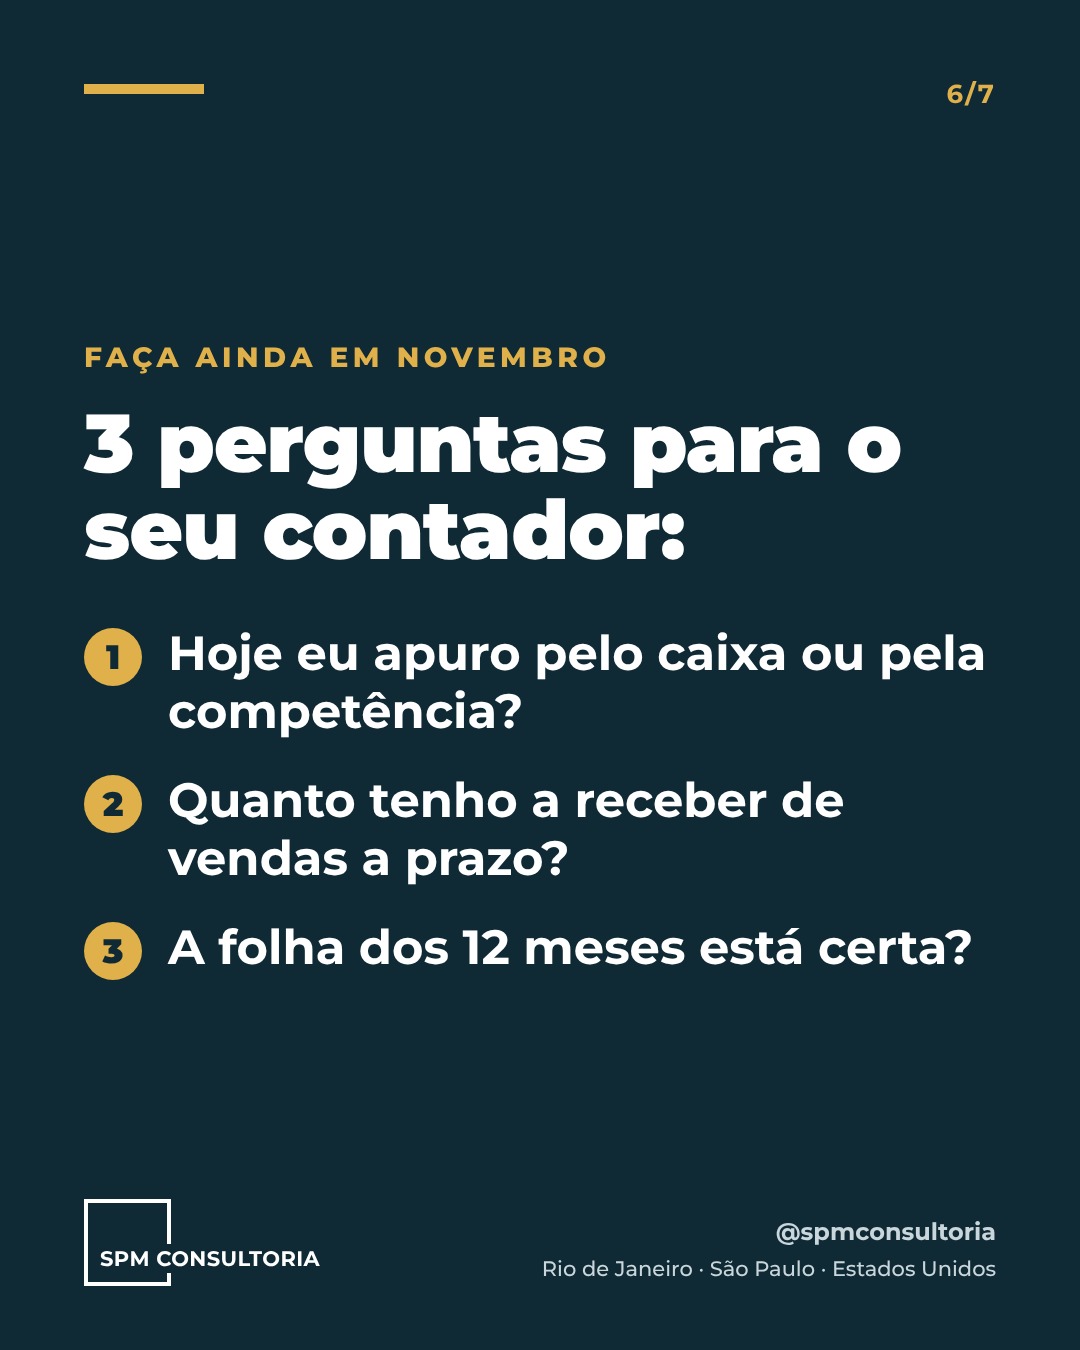 6/7
FAÇA AINDA EM NOVEMBRO
3 perguntas para o
seu contador:
1 Hoje eu apuro pelo caixa ou pela
competência?
2 Quanto tenho a receber de
vendas a prazo?
3 A folha dos 12 meses está certa?
SPM CONSULTORIA
@spmconsultoria
Rio de Janeiro · São Paulo · Estados Unidos